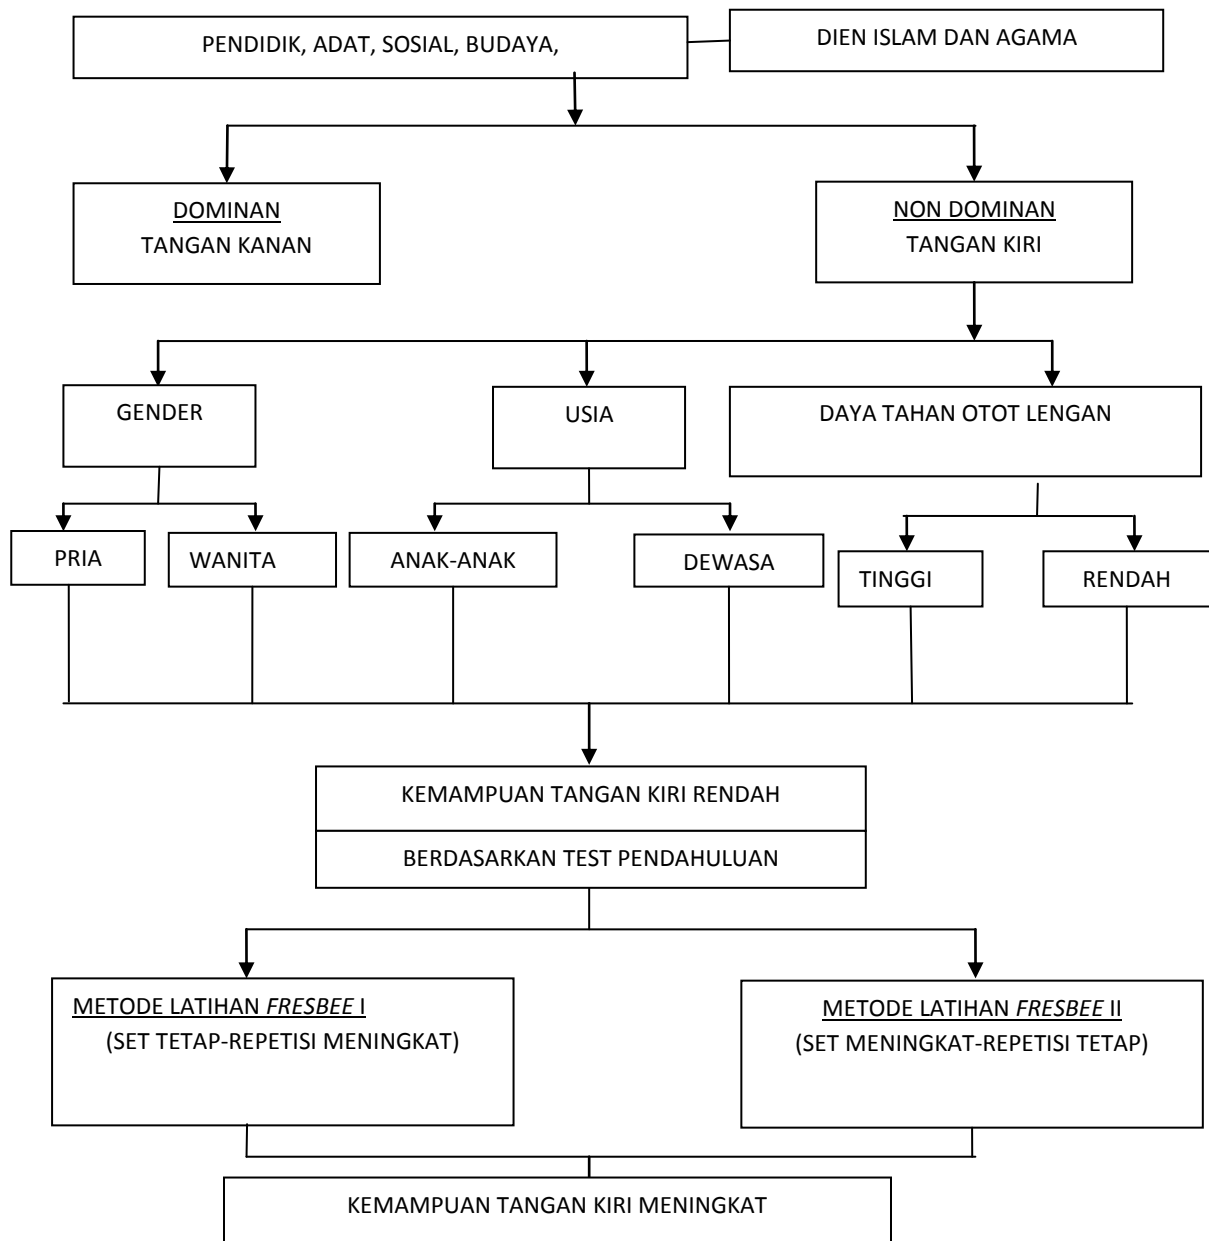 PENDIDIK, ADAT, SOSIAL, BUDAYA,
DIEN ISLAM DAN AGAMA
DOMINAN
TANGAN KANAN
NON DOMINAN
TANGAN KIRI
GENDER
USIA
DAYA TAHAN OTOT LENGAN
PRIA
WANITA
ANAK-ANAK
DEWASA
TINGGI
RENDAH
KEMAMPUAN TANGAN KIRI RENDAH
BERDASARKAN TEST PENDAHULUAN
METODE LATIHAN FRESBEE I
(SET TETAP-REPETISI MENINGKAT)
METODE LATIHAN FRESBEE II
(SET MENINGKAT-REPETISI TETAP)
KEMAMPUAN TANGAN KIRI MENINGKAT